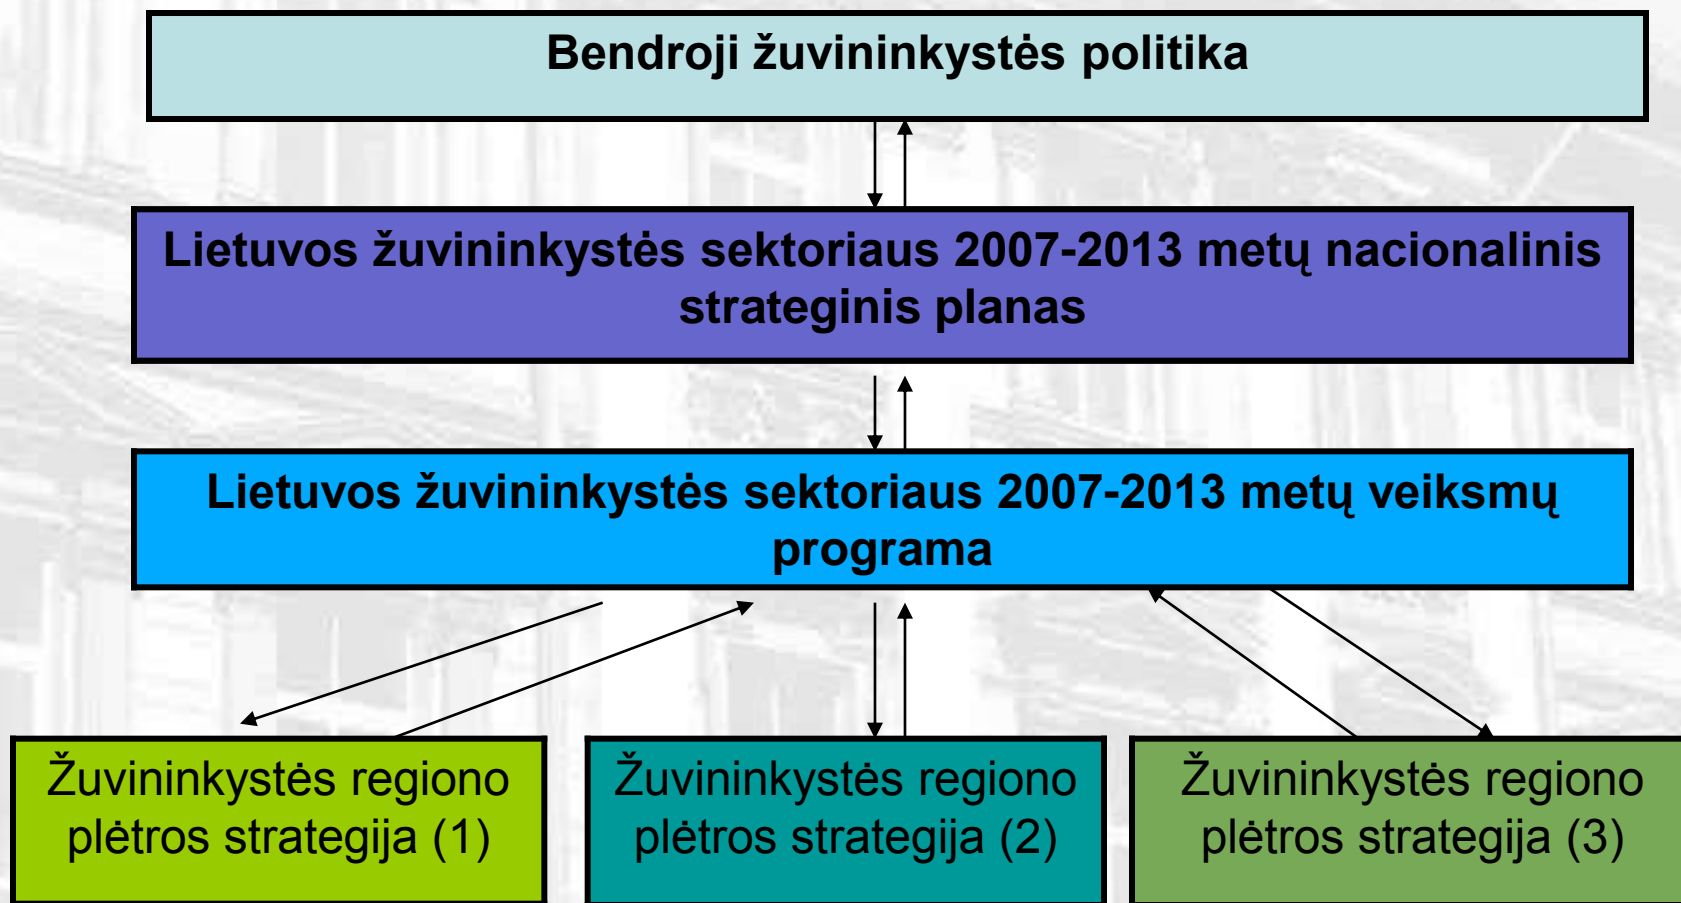 Bendroji žuvininkystės politika
Lietuvos žuvininkystės sektoriaus 2007-2013 metų nacionalinis
strateginis planas
Lietuvos žuvininkystės sektoriaus 2007-2013 metų veiksmų
programa
Žuvininkystės regiono
plėtros strategija (1)
Žuvininkystės regiono
plėtros strategija (2)
Žuvininkystės regiono
plėtros strategija (3)